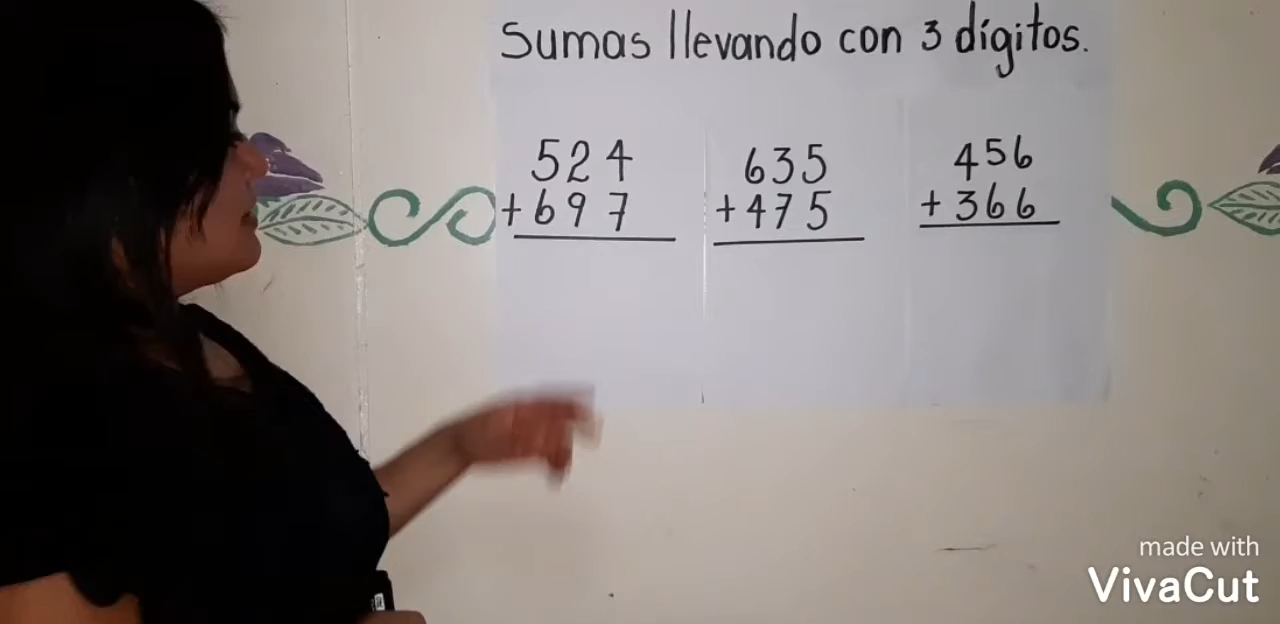 Sumas llevando con 3 dígitos.
524
+697
635
+475
456
+366
made with
VivaCut